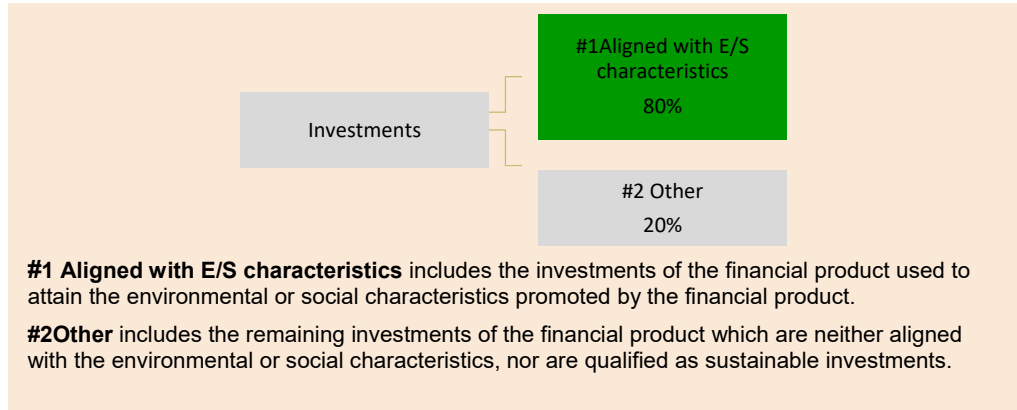 #1Aligned with E/S
characteristics
80%
Investments
#2 Other
20%
#1 Aligned with E/S characteristics includes the investments of the financial product used to
attain the environmental or social characteristics promoted by the financial product.
#2Other includes the remaining investments of the financial product which are neither aligned
with the environmental or social characteristics, nor are qualified as sustainable investments.